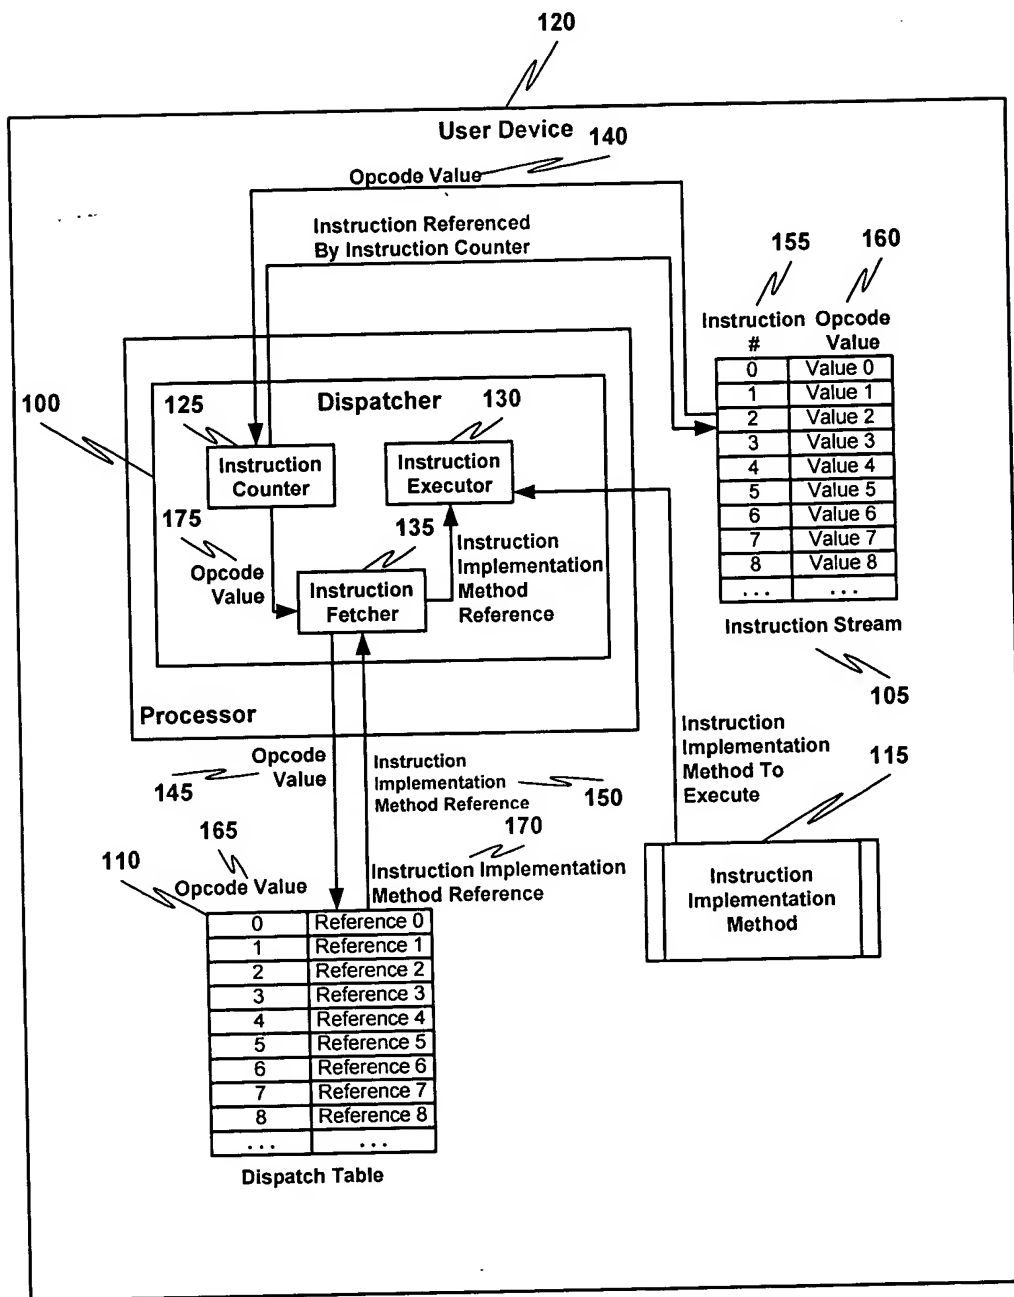 120
User Device
140
Opcode Value
Instruction Referenced
By Instruction Counter
155
160
Instruction
#
Opcode
Value
0 Value 0
1 Value 1
2 Value 2
3 Value 3
4 Value 4
5 Value 5
6 Value 6
7 Value 7
8 Value 8
. . . . . .
Instruction Stream
105
100
Dispatcher
125
130
Instruction
Counter
Instruction
Executor
175
135
Opcode
Value
Instruction
Fetcher
Instruction
Implementation
Method
Reference
Processor
Opcode
Value
145
Instruction
Implementation
Method Reference
150
Instruction
Implementation
Method To
Execute
115
Instruction
Implementation
Method
165
170
110
Opcode Value
Instruction Implementation
Method Reference
0 Reference 0
1 Reference 1
2 Reference 2
3 Reference 3
4 Reference 4
5 Reference 5
6 Reference 6
7 Reference 7
8 Reference 8
. . . . . .
Dispatch Table